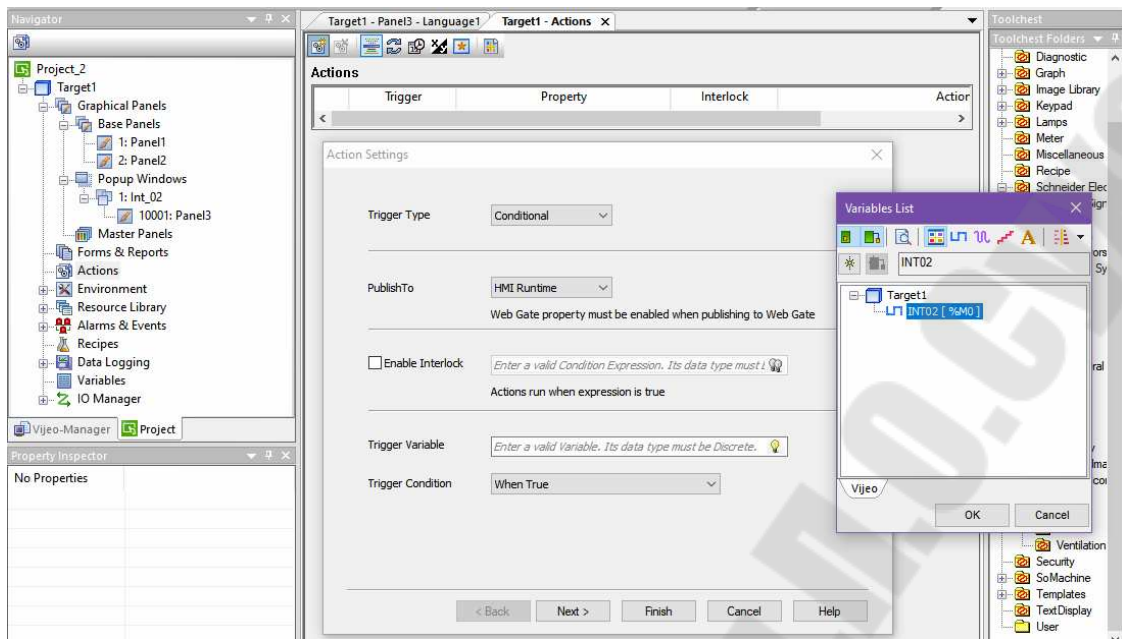 Navigator
Project_2
Target1
Graphical Panels
Base Panels
1: Panel1
2: Panel2
Popup Windows
1: Int_02
10001: Panel3
Master Panels
Forms & Reports
Actions
Environment
Resource Library
Alarms & Events
Recipes
Data Logging
Variables
IO Manager
Vijeo-Manager Project
Property Inspector
No Properties
Target1 - Panel3 - Language1 Target1 - Actions
Actions
Trigger Property Interlock Action
Action Settings
Trigger Type Conditional
PublishTo HMI Runtime
Web Gate property must be enabled when publishing to Web Gate
Enable Interlock Enter a valid Condition Expression. Its data type must b
Actions run when expression is true
Trigger Variable Enter a valid Variable. Its data type must be Discrete.
Trigger Condition When True
< Back Next > Finish Cancel Help
Variables List
INT02
Target1
INT02 [ %M0 ]
Vijeo
OK Cancel
Toolchest
Toolchest Folders
Diagnostic
Graph
Image Library
Keypad
Lamps
Meter
Miscellaneous
Recipe
Schneider Elec
Ventilation
Security
SoMachine
Templates
TextDisplay
User